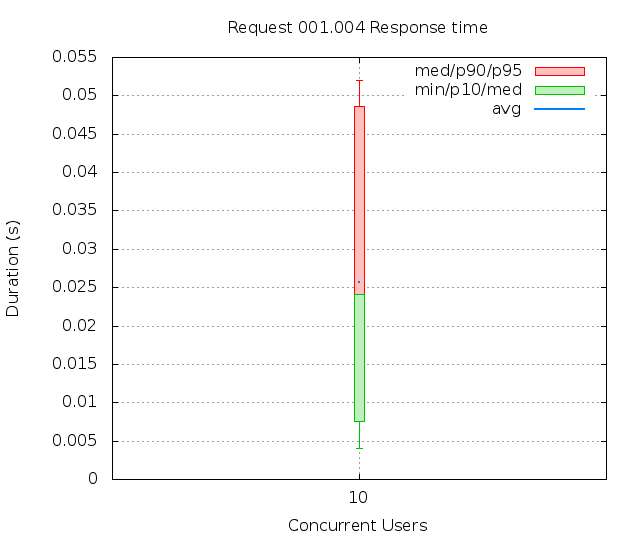 Request 001.004 Response time
0.055
0.05
0.045
0.04
0.035
0.03
0.025
0.02
0.015
0.01
0.005
0
med/p90/p95
min/p10/med
avg
Duration (s)
10
Concurrent Users